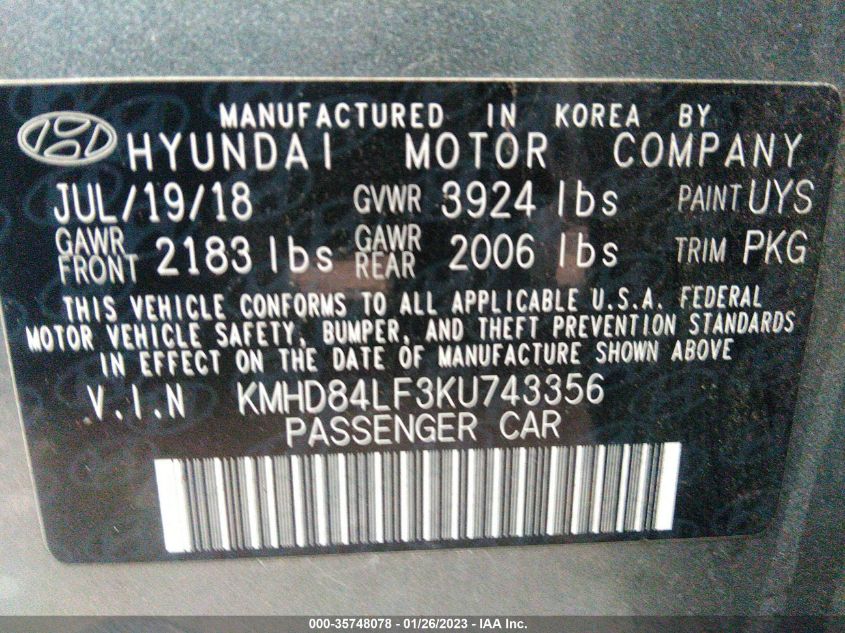 MANUFACTURED IN KOREA BY
HYUNDAI MOTOR COMPANY
JUL/19/18 GVWR 3924 lbs PAINT UYS
GAWR FRONT 2183 lbs GAWR REAR 2006 lbs TRIM PKG
THIS VEHICLE CONFORMS TO ALL APPLICABLE U.S.A. FEDERAL
MOTOR VEHICLE SAFETY, BUMPER, AND THEFT PREVENTION STANDARDS
IN EFFECT ON THE DATE OF MANUFACTURE SHOWN ABOVE
V.I.N KMHD84LF3KU743356
PASSENGER CAR
000-35748078 - 01/26/2023 - IAA Inc.